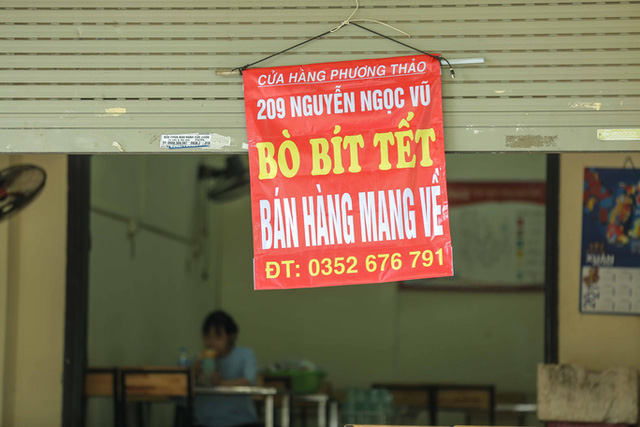 CỬA HÀNG PHƯƠNG THẢO
209 NGUYỄN NGỌC VŨ
BÒ BÍT TẾT
BÁN HÀNG MANG VỀ
ĐT: 0352 676 791
XUÂN